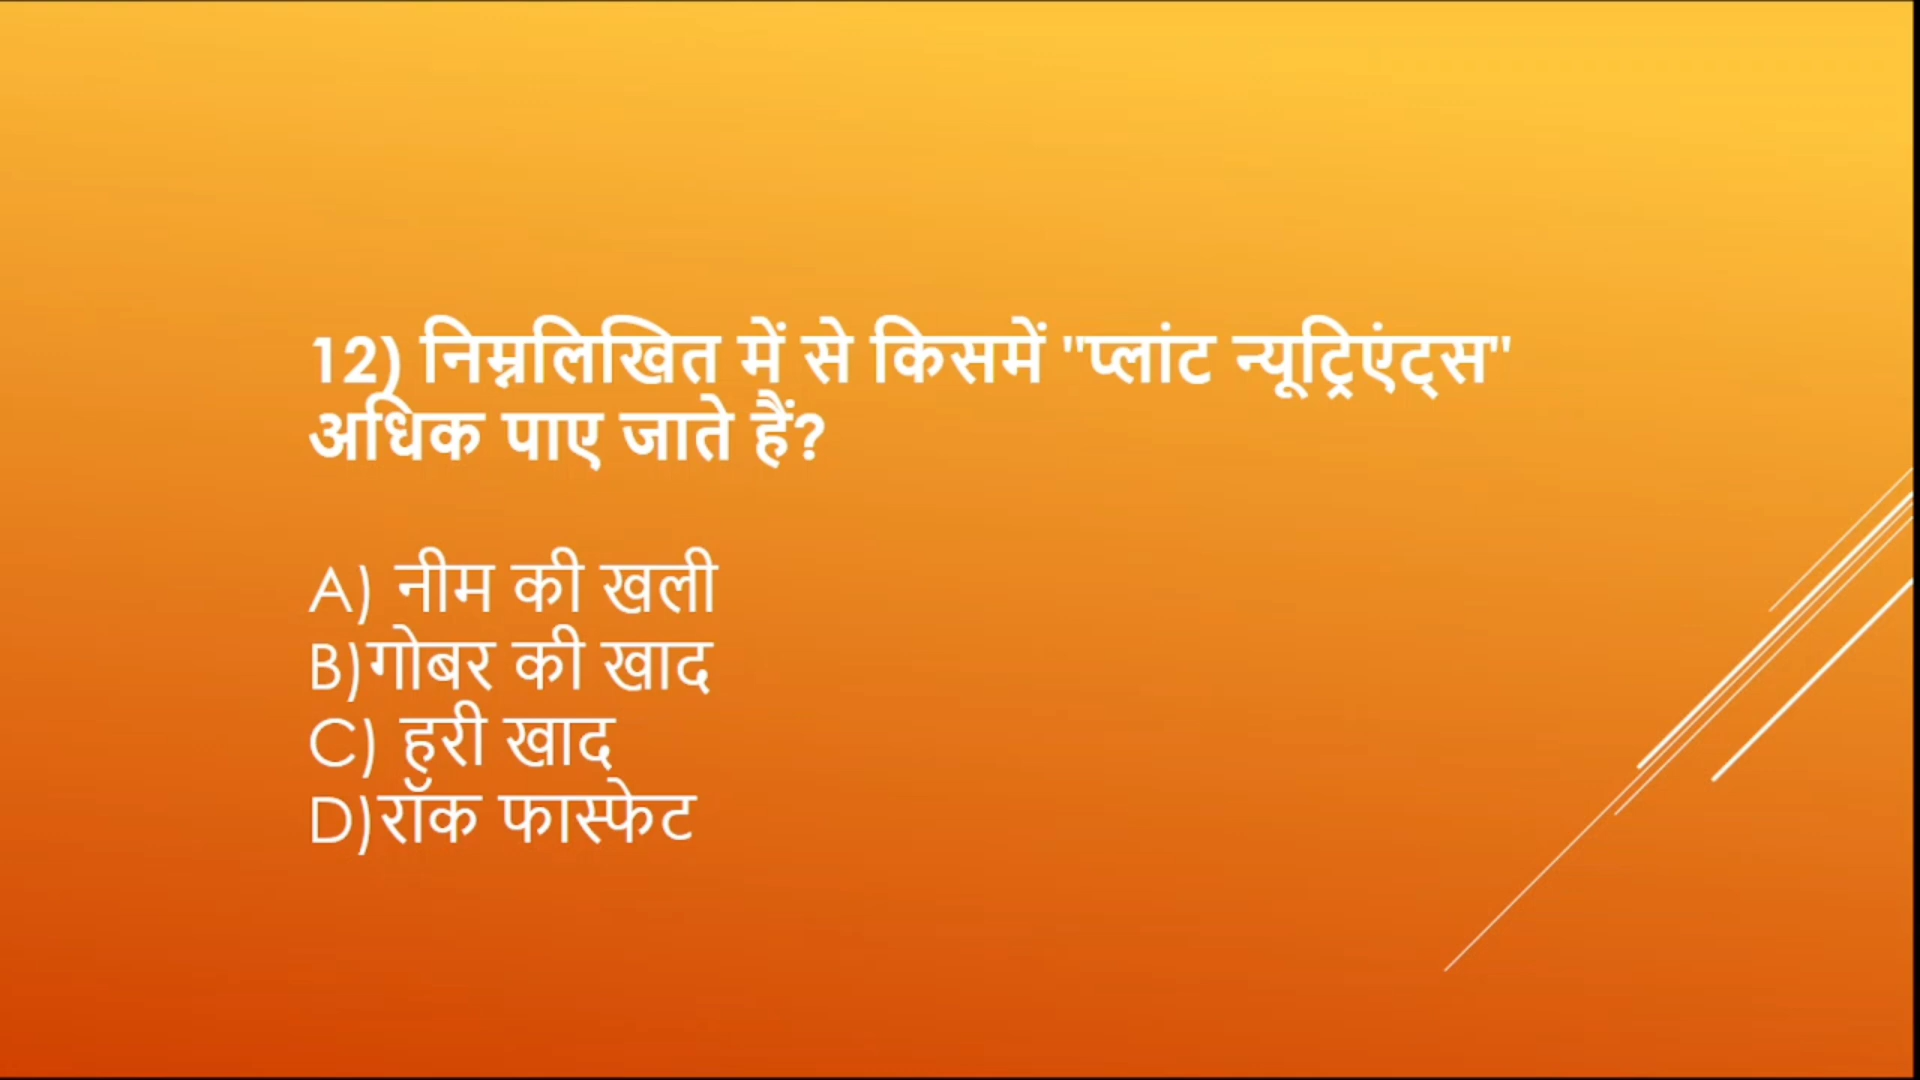 12) निम्नलिखित में से किसमें "प्लांट न्यूट्रिएंट्स"
अधिक पाए जाते हैं?
A) नीम की खली
B)गोबर की खाद
C) हरी खाद
D)रॉक फास्फेट